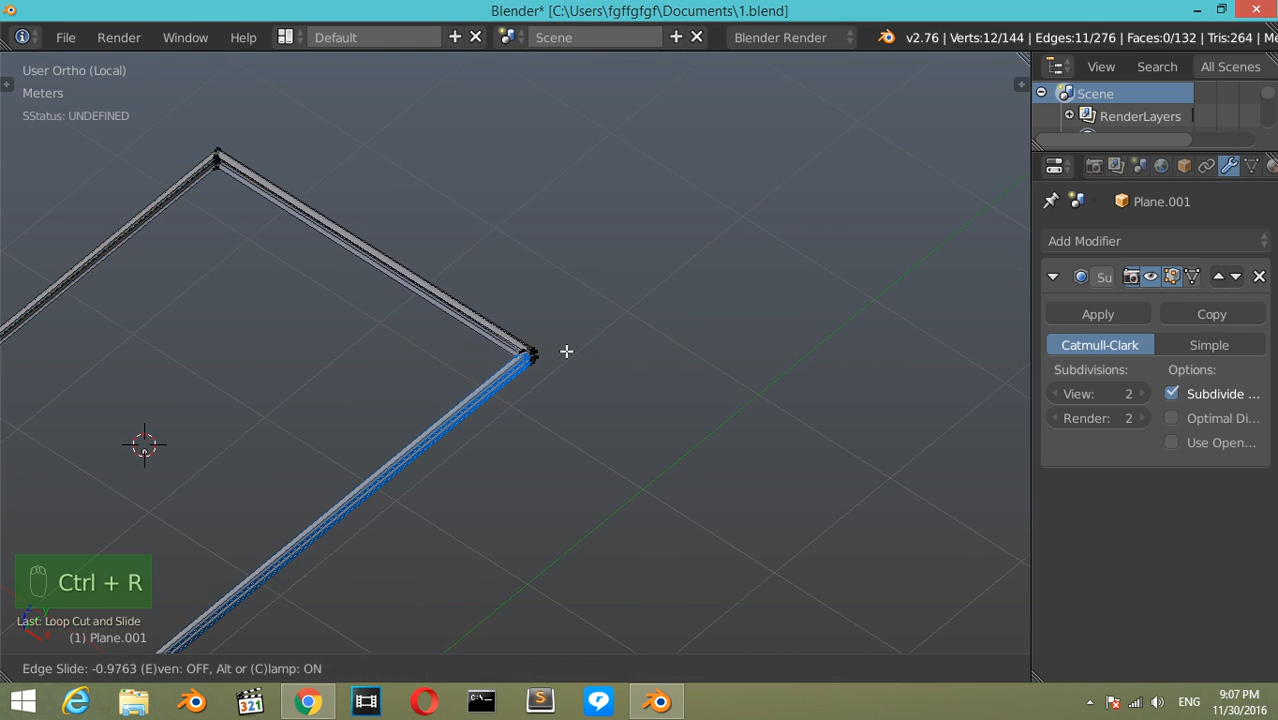 Blender* [C:\Users\fgffgfgf\Documents\1.blend]
File Render Window Help Default Scene Blender Render v2.76 | Verts:12/144 | Edges:11/276 | Faces:0/132 | Tris:264 | Me
User Ortho (Local)
Meters
SStatus: UNDEFINED
View Search All Scenes
Scene
RenderLayers
Plane.001
Add Modifier
Su
Apply Copy
Catmull-Clark Simple
Subdivisions: Options:
View: 2 Subdivide ...
Render: 2 Optimal Di...
Use Open...
Ctrl + R
Last: Loop Cut and Slide
(1) Plane.001
Edge Slide: -0.9763 (E)ven: OFF, Alt or (C)lamp: ON
321
S
ENG
9:07 PM
11/30/2016